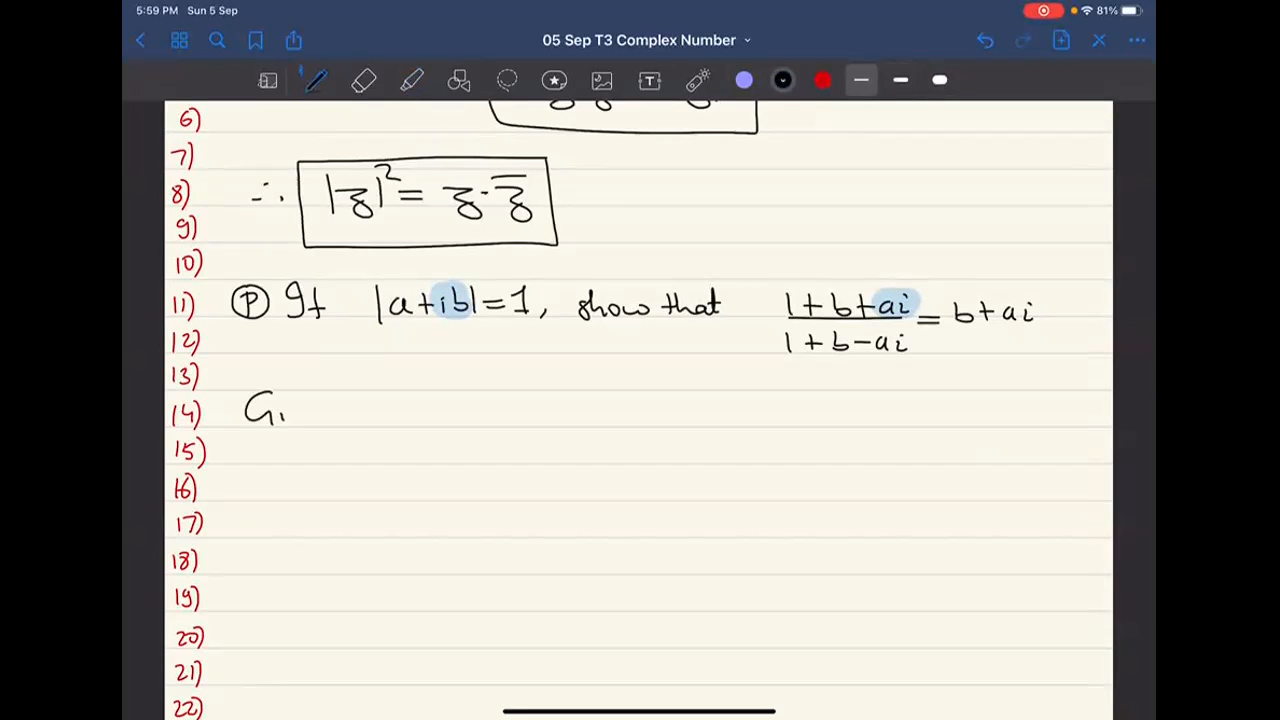 5:59 PM Sun 5 Sep
81%
05 Sep T3 Complex Number
T
6)
7)
8) ∴ |z|² = z·z̅
9)
10)
11) (P) If |a+ib|=1, show that (1+b+ai)/(1+b-ai) = b+ai
12)
13)
14) G.
15)
16)
17)
18)
19)
20)
21)
22)